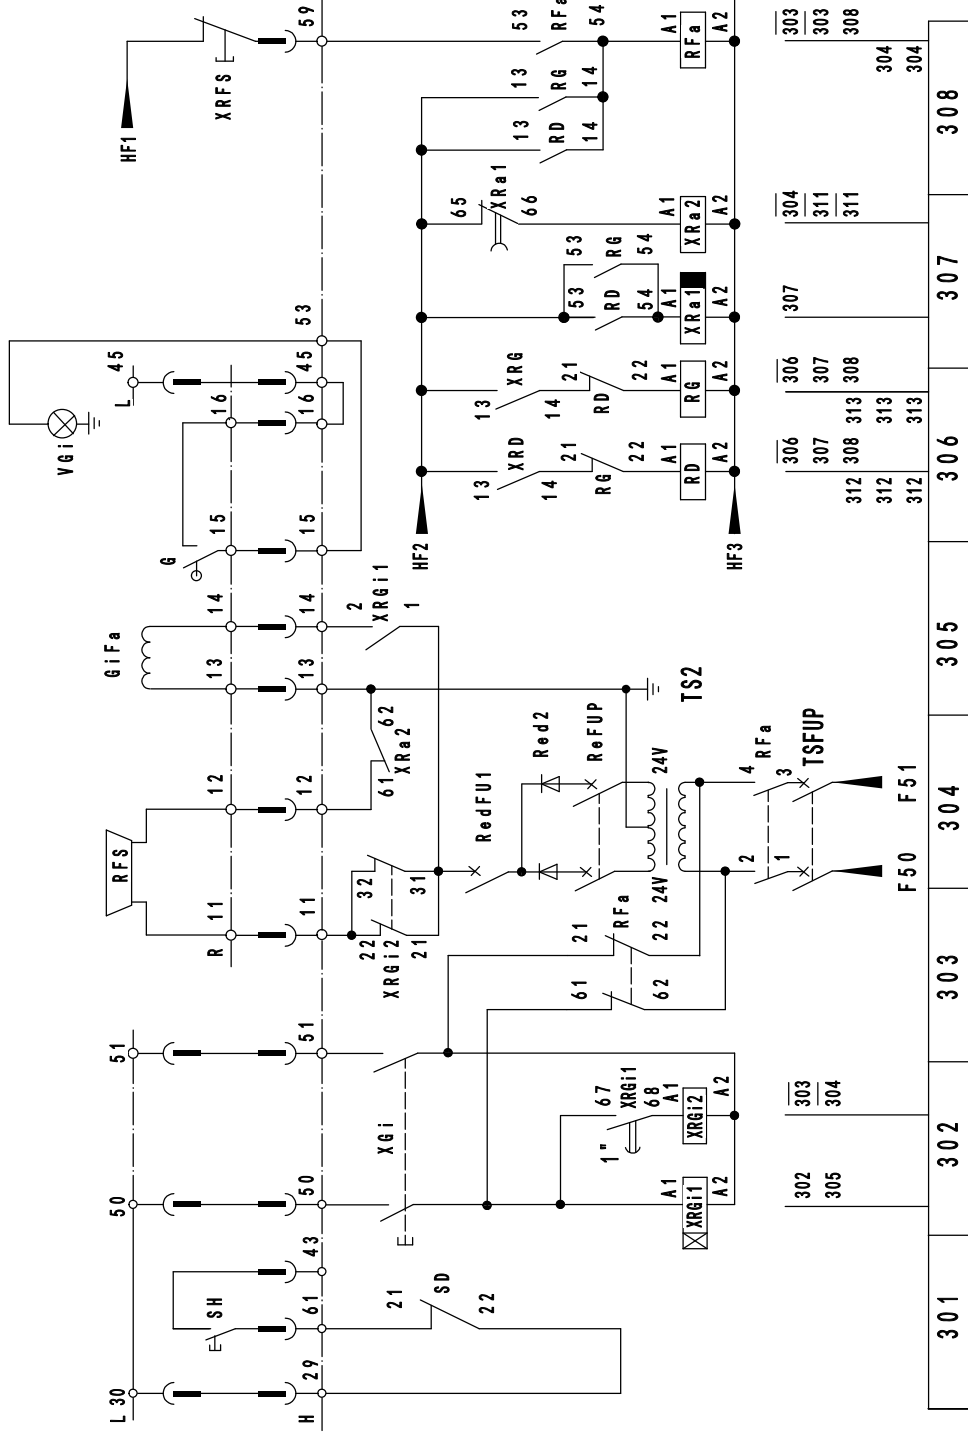 HF1
XRFS
59
53
RFa
54
A1
RFa
A2
303
303
308
304
304
308
13
RG
14
13
RD
14
65
XRa1
66
A1
XRa2
A2
304
311
311
53
RG
54
53
RD
54
A1
XRa1
A2
307
307
53
L
45
45
VGi
16
16
XRG
13
14
21
RD
22
A1
RG
A2
306
307
308
313
313
313
XRD
13
14
21
RG
22
A1
RD
A2
306
307
308
312
312
312
306
G
15
15
HF2
HF3
GiFa
14
14
2
XRGi1
1
13
13
305
TS2
12
12
62
XRa2
61
Red2
ReFUP
RedFU1
24V
24V
4
RFa
3
TSFUP
2
1
F51
F50
304
RFS
11
R
11
32
31
22
XRGi2
21
21
RFa
22
61
62
303
51
51
67
XRGi1
68
1"
A1
XRGi2
A2
303
304
302
XGi
50
50
A1
XRGi1
A2
302
305
43
SH
61
21
SD
22
L 30
29
H
301